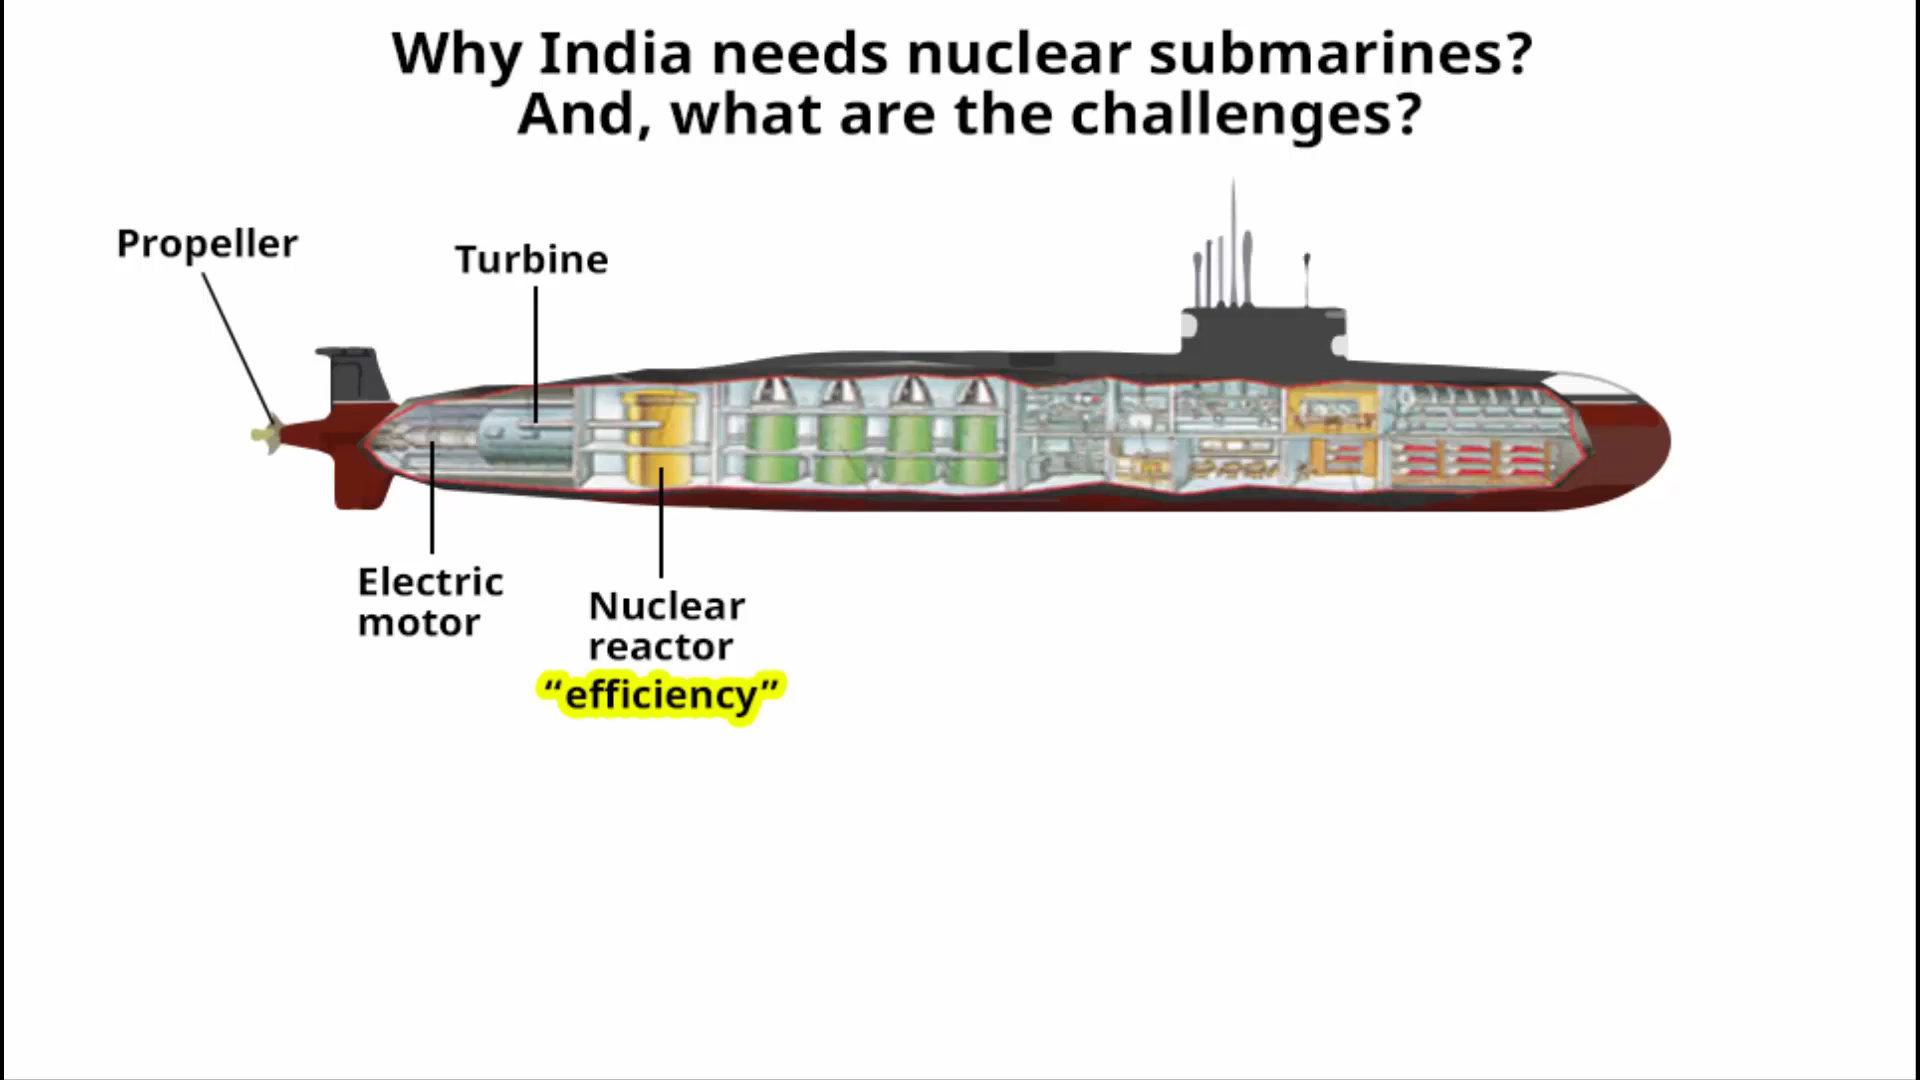 Why India needs nuclear submarines?
And, what are the challenges?
Propeller
Turbine
Electric
motor
Nuclear
reactor
“efficiency”